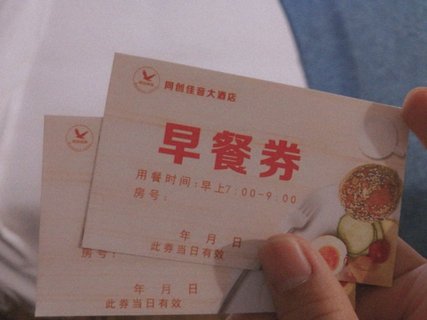 同创佳音大酒店
早餐券
用餐时间:早上7:00-9:00
房号:
年 月 日
此券当日有效
房号:
年 月 日
此券当日有效